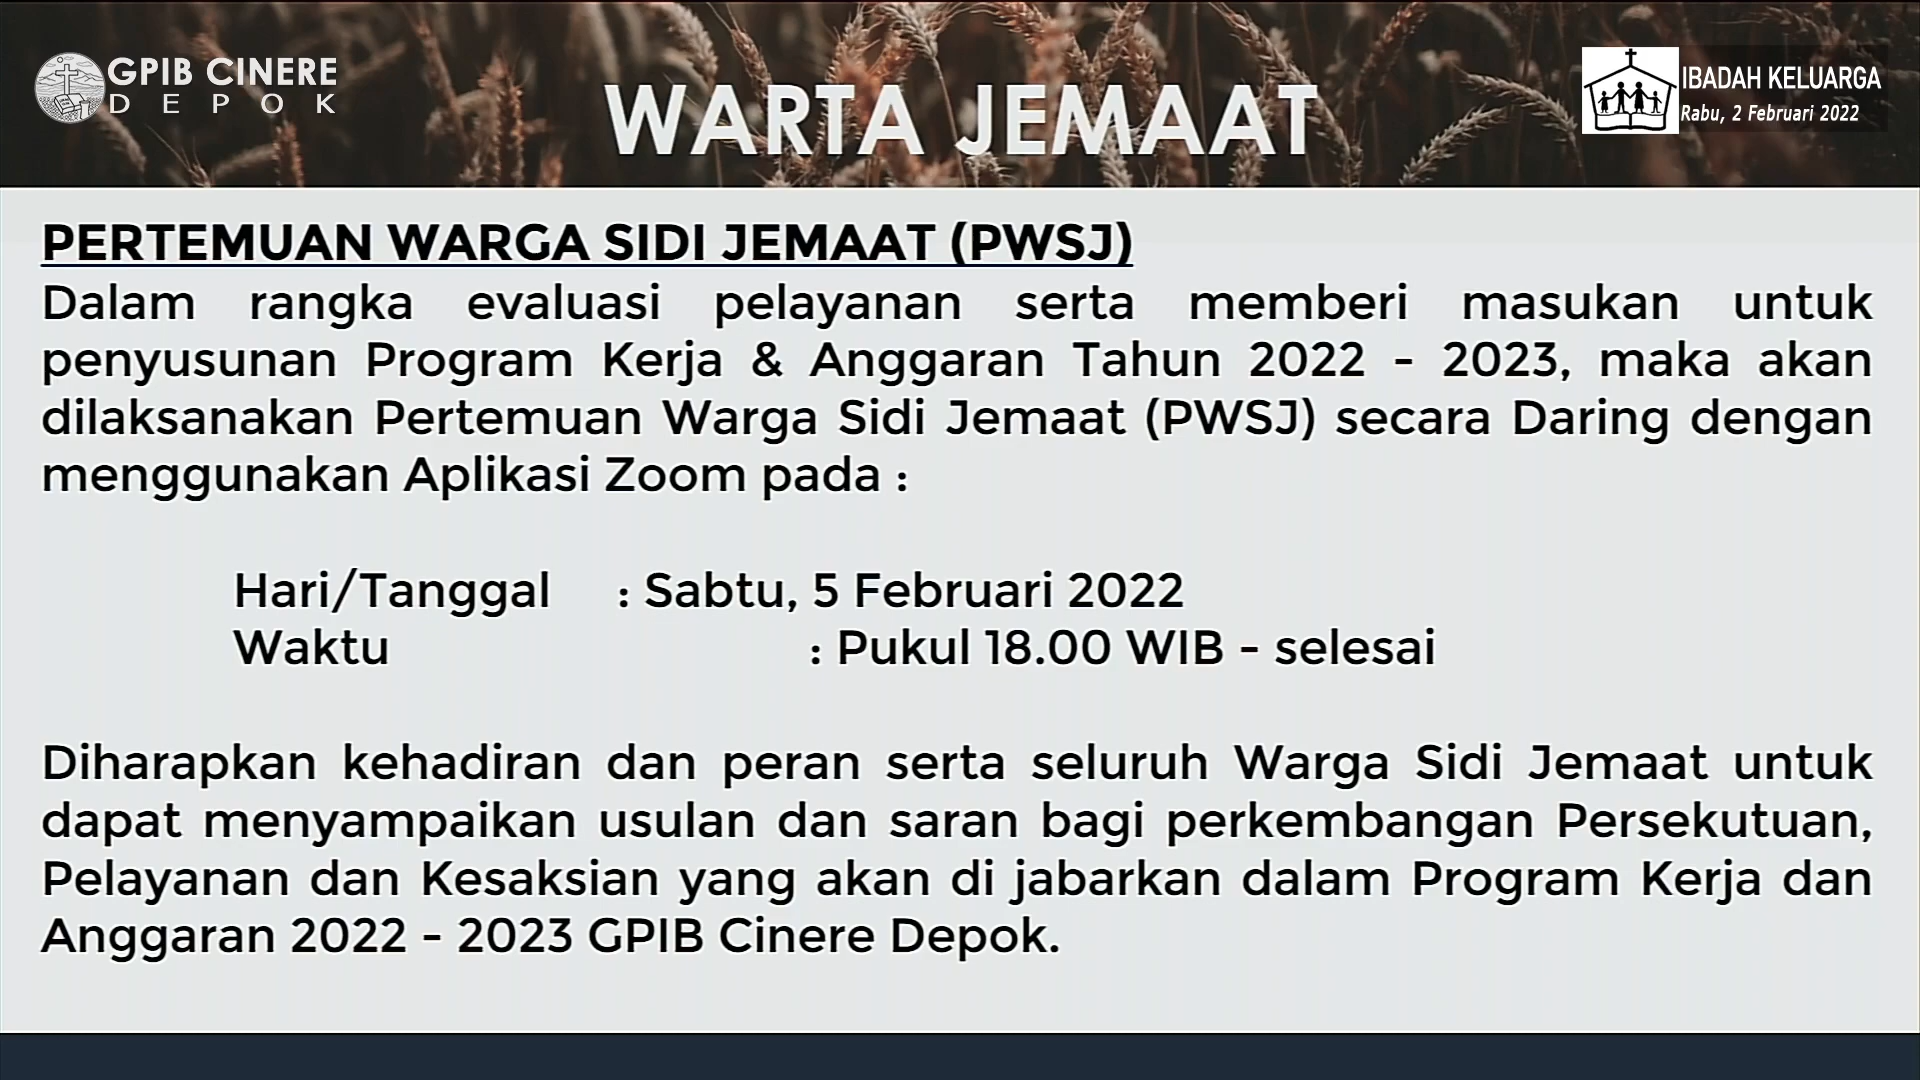 GPIB CINERE
DEPOK
WARTA JEMAAT
IBADAH KELUARGA
Rabu, 2 Februari 2022
PERTEMUAN WARGA SIDI JEMAAT (PWSJ)
Dalam rangka evaluasi pelayanan serta memberi masukan untuk
penyusunan Program Kerja & Anggaran Tahun 2022 - 2023, maka akan
dilaksanakan Pertemuan Warga Sidi Jemaat (PWSJ) secara Daring dengan
menggunakan Aplikasi Zoom pada :
Hari/Tanggal : Sabtu, 5 Februari 2022
Waktu : Pukul 18.00 WIB - selesai
Diharapkan kehadiran dan peran serta seluruh Warga Sidi Jemaat untuk
dapat menyampaikan usulan dan saran bagi perkembangan Persekutuan,
Pelayanan dan Kesaksian yang akan di jabarkan dalam Program Kerja dan
Anggaran 2022 - 2023 GPIB Cinere Depok.